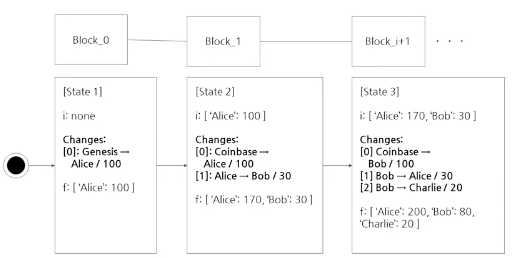 Block_0
Block_1
Block_i+1
. . .
[State 1]
i: none
Changes:
[0]: Genesis →
Alice / 100
f: [ 'Alice': 100 ]
[State 2]
i: [ 'Alice': 100 ]
Changes:
[0]: Coinbase →
Alice / 100
[1]: Alice → Bob / 30
f: [ 'Alice': 170, 'Bob': 30 ]
[State 3]
i: [ 'Alice': 170, 'Bob': 30 ]
Changes:
[0] Coinbase →
Bob / 100
[1] Bob → Alice / 30
[2] Bob → Charlie / 20
f: [ 'Alice': 200, 'Bob': 80,
'Charlie': 20 ]